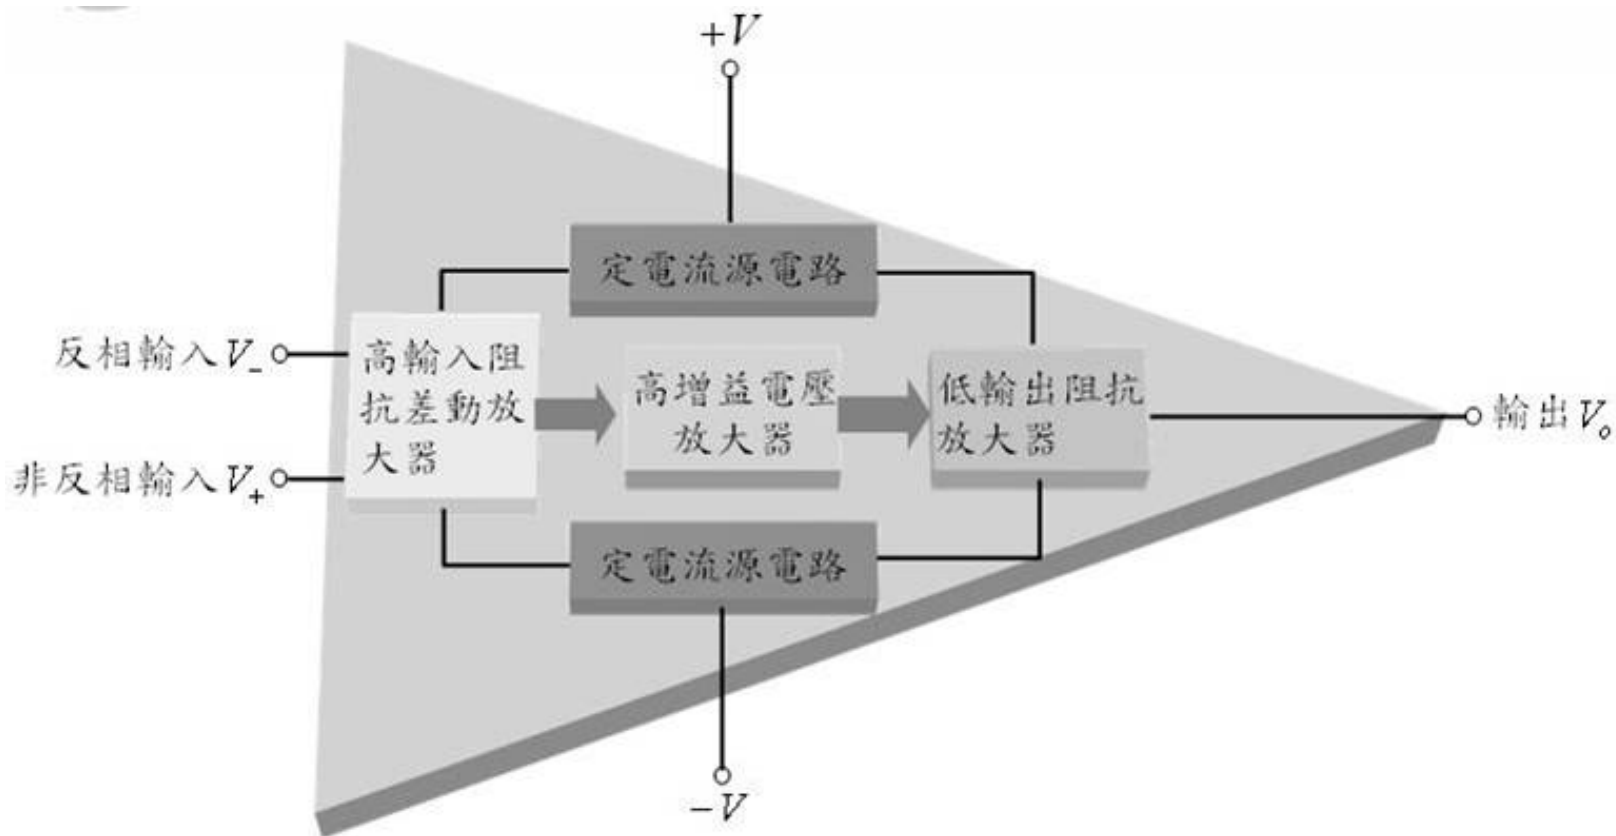 +V
定電流源電路
反相輸入V₋
高輸入阻
抗差動放
大器
高增益電壓
放大器
低輸出阻抗
放大器
輸出Vₒ
非反相輸入V₊
定電流源電路
−V